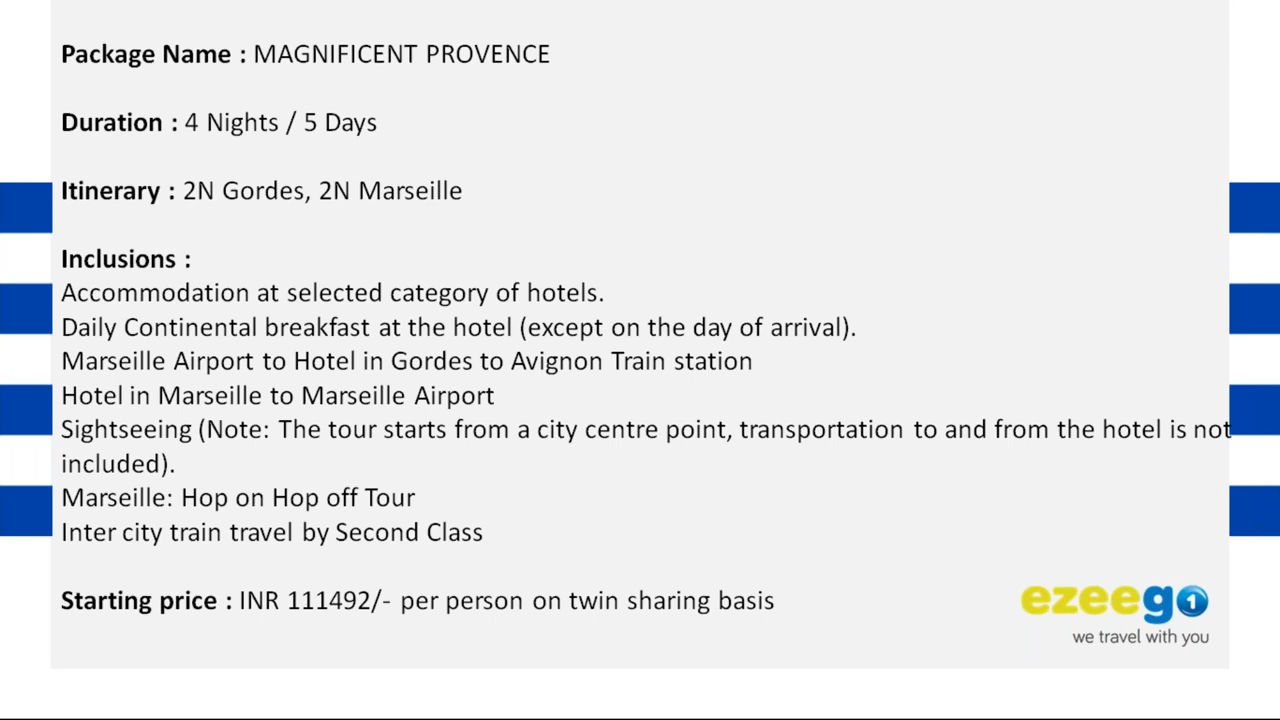 Package Name : MAGNIFICENT PROVENCE
Duration : 4 Nights / 5 Days
Itinerary : 2N Gordes, 2N Marseille
Inclusions :
Accommodation at selected category of hotels.
Daily Continental breakfast at the hotel (except on the day of arrival).
Marseille Airport to Hotel in Gordes to Avignon Train station
Hotel in Marseille to Marseille Airport
Sightseeing (Note: The tour starts from a city centre point, transportation to and from the hotel is not
included).
Marseille: Hop on Hop off Tour
Inter city train travel by Second Class
Starting price : INR 111492/- per person on twin sharing basis
ezeego1
we travel with you